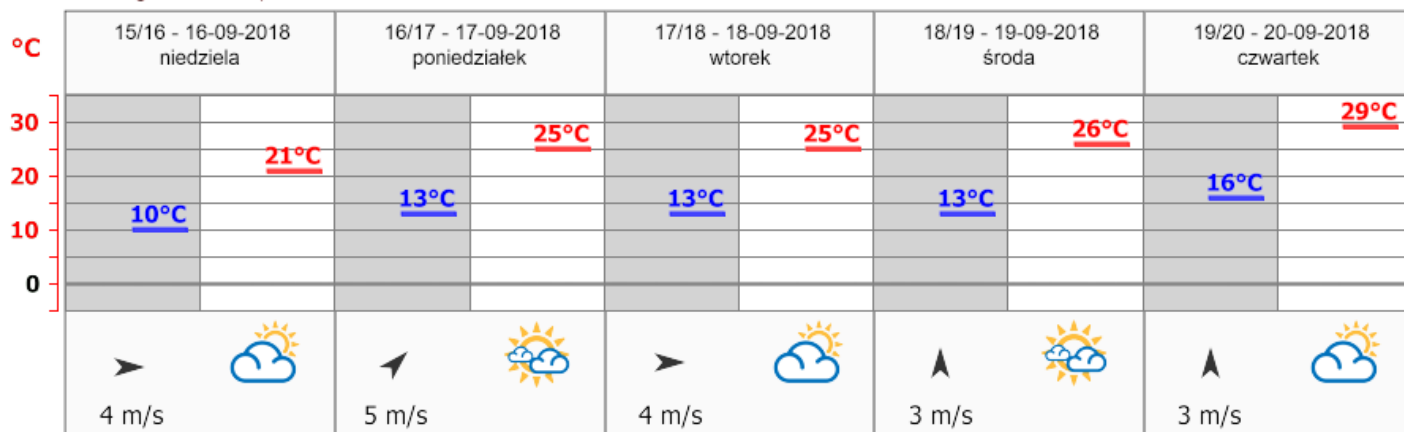 15/16 - 16-09-2018
niedziela
16/17 - 17-09-2018
poniedziałek
17/18 - 18-09-2018
wtorek
18/19 - 19-09-2018
środa
19/20 - 20-09-2018
czwartek
°C
30
20
10
0
10°C
21°C
13°C
25°C
13°C
25°C
13°C
26°C
16°C
29°C
4 m/s
5 m/s
4 m/s
3 m/s
3 m/s